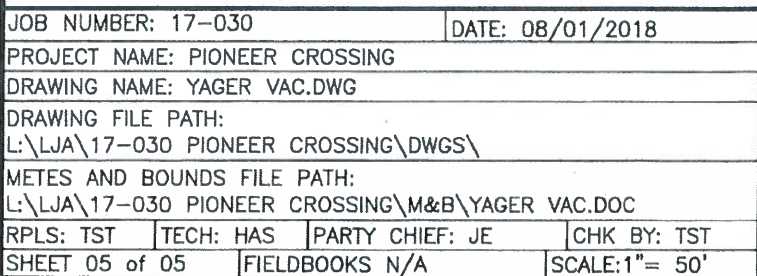 JOB NUMBER: 17-030 DATE: 08/01/2018
PROJECT NAME: PIONEER CROSSING
DRAWING NAME: YAGER VAC.DWG
DRAWING FILE PATH:
L:\LJA\17-030 PIONEER CROSSING\DWGS\
METES AND BOUNDS FILE PATH:
L:\LJA\17-030 PIONEER CROSSING\M&B\YAGER VAC.DOC
RPLS: TST TECH: HAS PARTY CHIEF: JE CHK BY: TST
SHEET 05 of 05 FIELDBOOKS N/A SCALE:1"= 50'